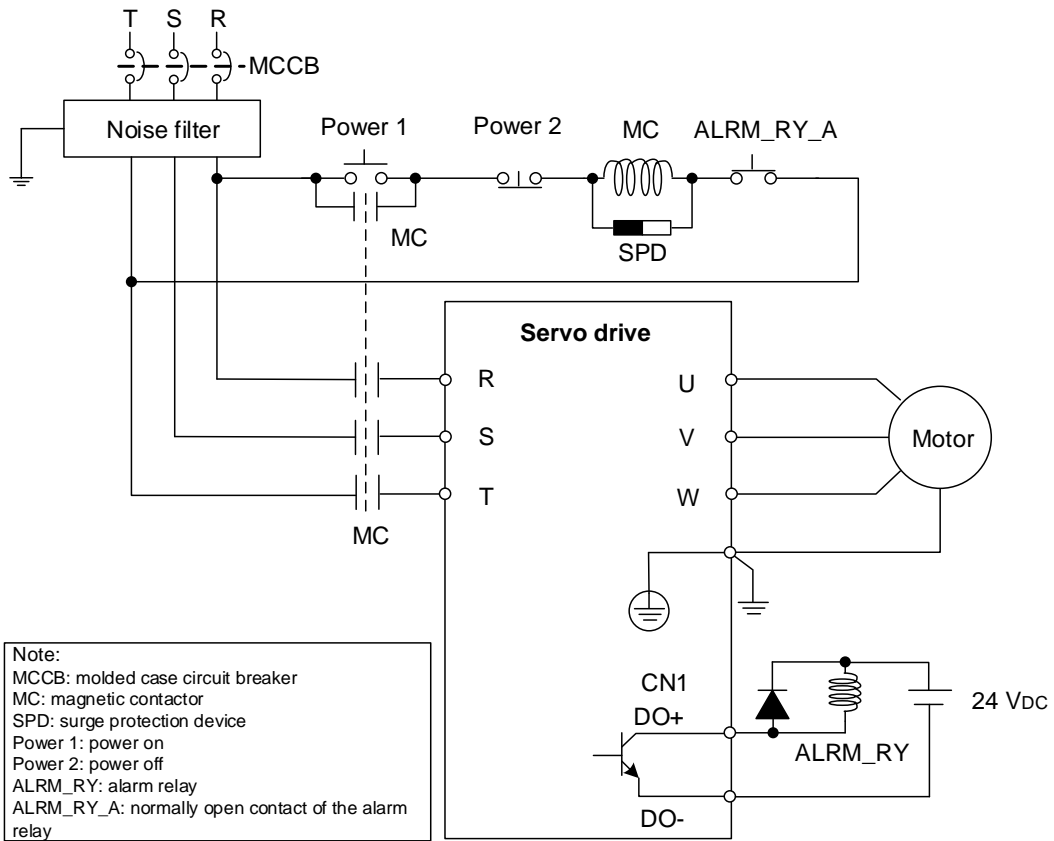 T S R
MCCB
Noise filter
Power 1 Power 2 MC ALRM_RY_A
MC
SPD
Servo drive
R U
S V Motor
T W
MC
Note:
MCCB: molded case circuit breaker
MC: magnetic contactor
SPD: surge protection device
Power 1: power on
Power 2: power off
ALRM_RY: alarm relay
ALRM_RY_A: normally open contact of the alarm
relay
CN1
DO+
24 VDC
ALRM_RY
DO-